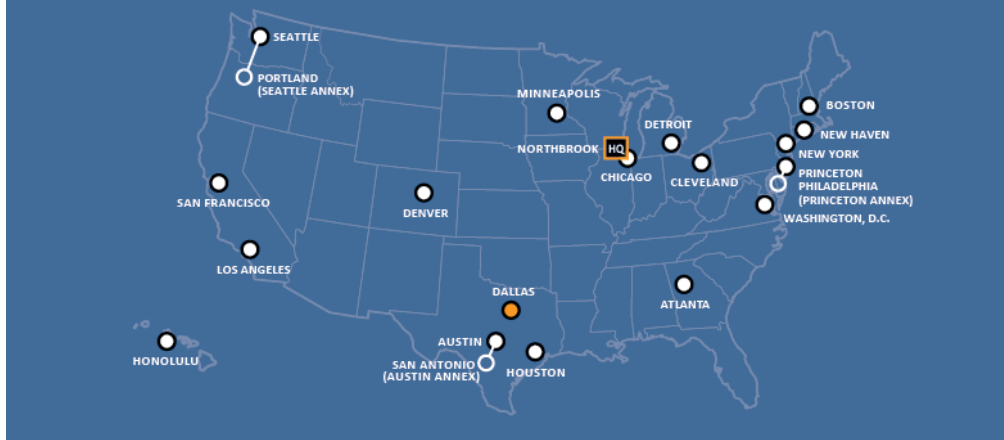 SEATTLE
PORTLAND
(SEATTLE ANNEX)
MINNEAPOLIS
BOSTON
DETROIT
NEW HAVEN
NORTHBROOK
HQ
NEW YORK
CHICAGO
CLEVELAND
PRINCETON
PHILADELPHIA
(PRINCETON ANNEX)
SAN FRANCISCO
DENVER
WASHINGTON, D.C.
LOS ANGELES
DALLAS
ATLANTA
AUSTIN
HONOLULU
SAN ANTONIO
(AUSTIN ANNEX)
HOUSTON